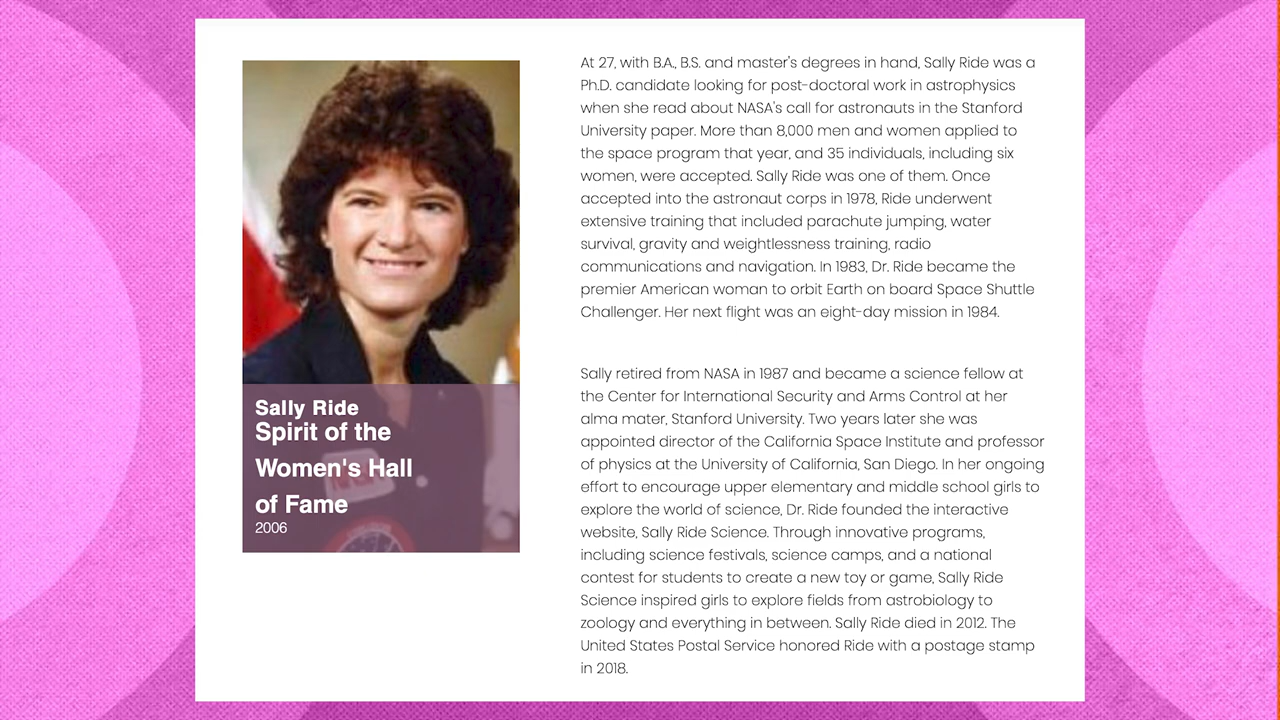 Sally Ride
Spirit of the
Women's Hall
of Fame
2006
At 27, with B.A., B.S. and master's degrees in hand, Sally Ride was a
Ph.D. candidate looking for post-doctoral work in astrophysics
when she read about NASA's call for astronauts in the Stanford
University paper. More than 8,000 men and women applied to
the space program that year, and 35 individuals, including six
women, were accepted. Sally Ride was one of them. Once
accepted into the astronaut corps in 1978, Ride underwent
extensive training that included parachute jumping, water
survival, gravity and weightlessness training, radio
communications and navigation. In 1983, Dr. Ride became the
premier American woman to orbit Earth on board Space Shuttle
Challenger. Her next flight was an eight-day mission in 1984.
Sally retired from NASA in 1987 and became a science fellow at
the Center for International Security and Arms Control at her
alma mater, Stanford University. Two years later she was
appointed director of the California Space Institute and professor
of physics at the University of California, San Diego. In her ongoing
effort to encourage upper elementary and middle school girls to
explore the world of science, Dr. Ride founded the interactive
website, Sally Ride Science. Through innovative programs,
including science festivals, science camps, and a national
contest for students to create a new toy or game, Sally Ride
Science inspired girls to explore fields from astrobiology to
zoology and everything in between. Sally Ride died in 2012. The
United States Postal Service honored Ride with a postage stamp
in 2018.